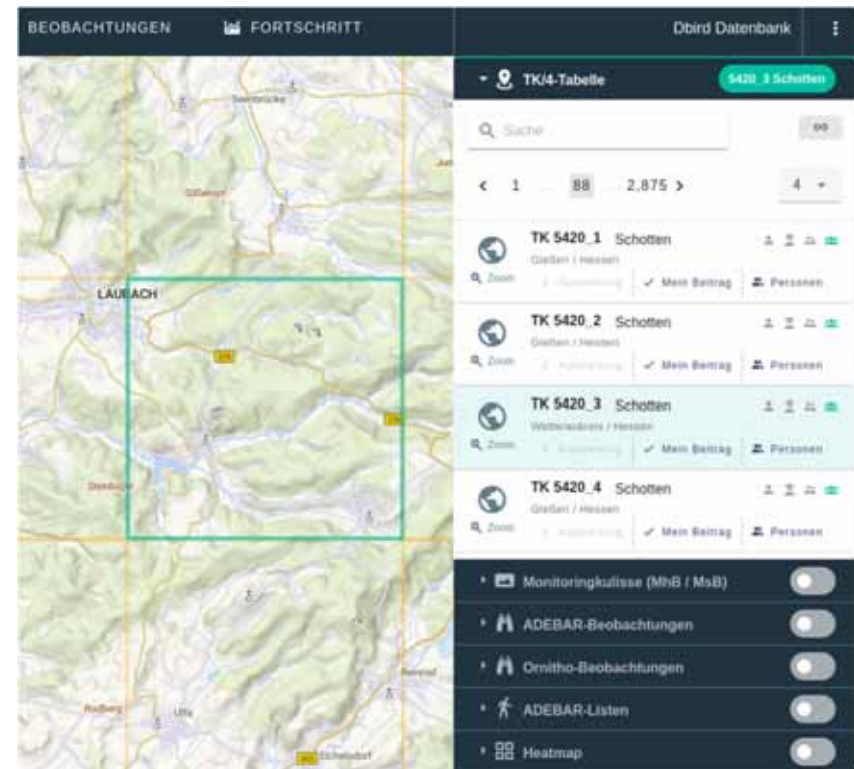 BEOBACHTUNGEN FORTSCHRITT Dbird Datenbank
TK/4-Tabelle 5420_3 Schotten
Suche
1 ... 88 ... 2,875 4
TK 5420_1 Schotten
Gießen / Hessen
Zoom Mein Beitrag Personen
TK 5420_2 Schotten
Gießen / Hessen
Zoom Mein Beitrag Personen
TK 5420_3 Schotten
Wetteraukreis / Hessen
Zoom Mein Beitrag Personen
TK 5420_4 Schotten
Gießen / Hessen
Zoom Mein Beitrag Personen
Monitoringkulisse (MhB / MsB)
ADEBAR-Beobachtungen
Ornitho-Beobachtungen
ADEBAR-Listen
Heatmap
LAUBACH
Ulfa